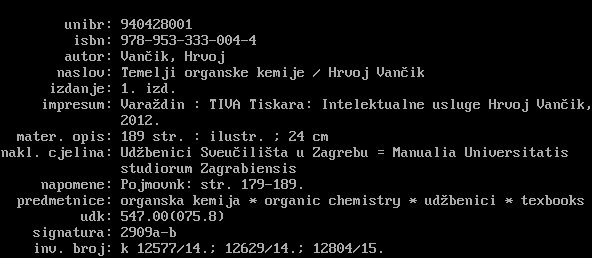 unibr: 940428001
isbn: 978-953-333-004-4
autor: Vančik, Hrvoj
naslov: Temelji organske kemije / Hrvoj Vančik
izdanje: 1. izd.
impresum: Varaždin : TIVA Tiskara: Intelektualne usluge Hrvoj Vančik,
2012.
mater. opis: 189 str. : ilustr. ; 24 cm
nakl. cjelina: Udžbenici Sveučilišta u Zagrebu = Manualia Universitatis
studiorum Zagrabiensis
napomene: Pojmovnk: str. 179-189.
predmetnice: organska kemija * organic chemistry * udžbenici * texbooks
udk: 547.00(075.8)
signatura: 2909a-b
inv. broj: k 12577/14.; 12629/14.; 12804/15.